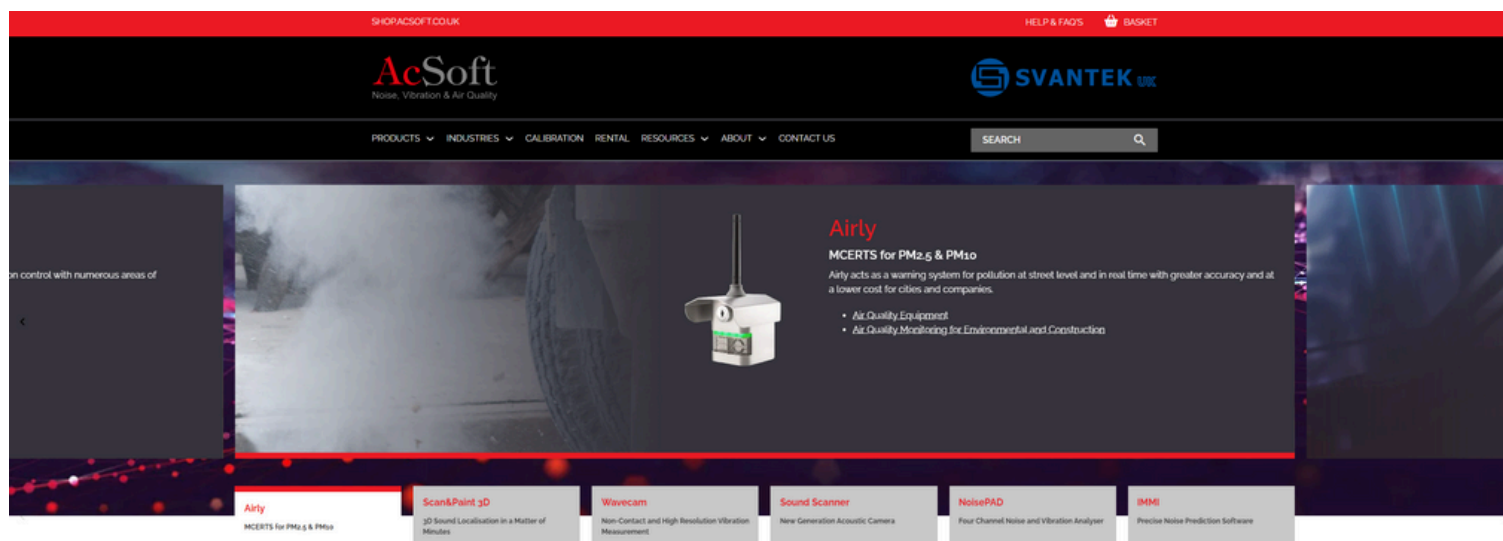 SHOP.ACSOFT.CO.UK
HELP & FAQ'S
BASKET
AcSoft
Noise, Vibration & Air Quality
SVANTEK UK
PRODUCTS
INDUSTRIES
CALIBRATION
RENTAL
RESOURCES
ABOUT
CONTACT US
SEARCH
on control with numerous areas of
Airly
MCERTS for PM2.5 & PM10
Airly acts as a warning system for pollution at street level and in real time with greater accuracy and at
a lower cost for cities and companies.
• Air Quality Equipment
• Air Quality Monitoring for Environmental and Construction
Airly
MCERTS for PM2.5 & PM10
Scan&Paint 3D
3D Sound Localisation in a Matter of
Minutes
Wavecam
Non-Contact and High Resolution Vibration
Measurement
Sound Scanner
New Generation Acoustic Camera
NoisePAD
Four Channel Noise and Vibration Analyser
IMMI
Precise Noise Prediction Software